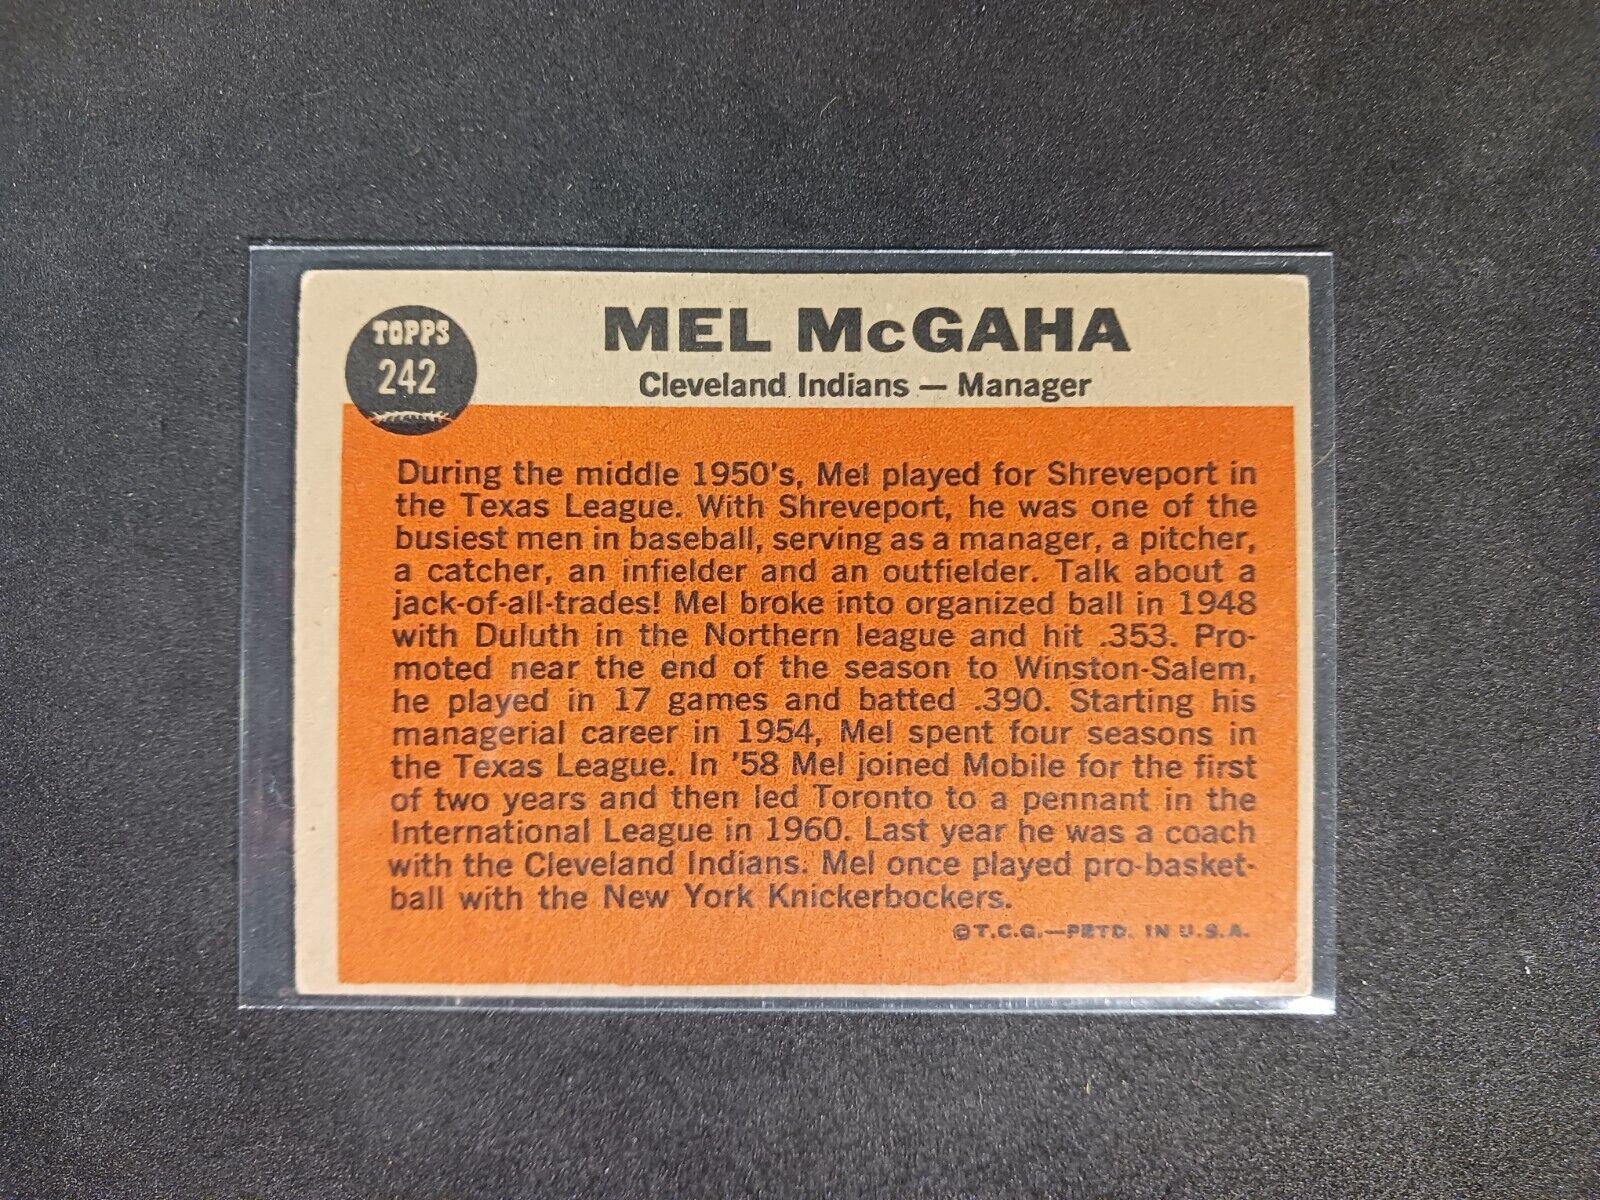 TOPPS
242
MEL McGAHA
Cleveland Indians — Manager
During the middle 1950's, Mel played for Shreveport in
the Texas League. With Shreveport, he was one of the
busiest men in baseball, serving as a manager, a pitcher,
a catcher, an infielder and an outfielder. Talk about a
jack-of-all-trades! Mel broke into organized ball in 1948
with Duluth in the Northern league and hit .353. Pro-
moted near the end of the season to Winston-Salem,
he played in 17 games and batted .390. Starting his
managerial career in 1954, Mel spent four seasons in
the Texas League. In '58 Mel joined Mobile for the first
of two years and then led Toronto to a pennant in the
International League in 1960. Last year he was a coach
with the Cleveland Indians. Mel once played pro-basket-
ball with the New York Knickerbockers.
©T.C.G.—PRTD. IN U.S.A.